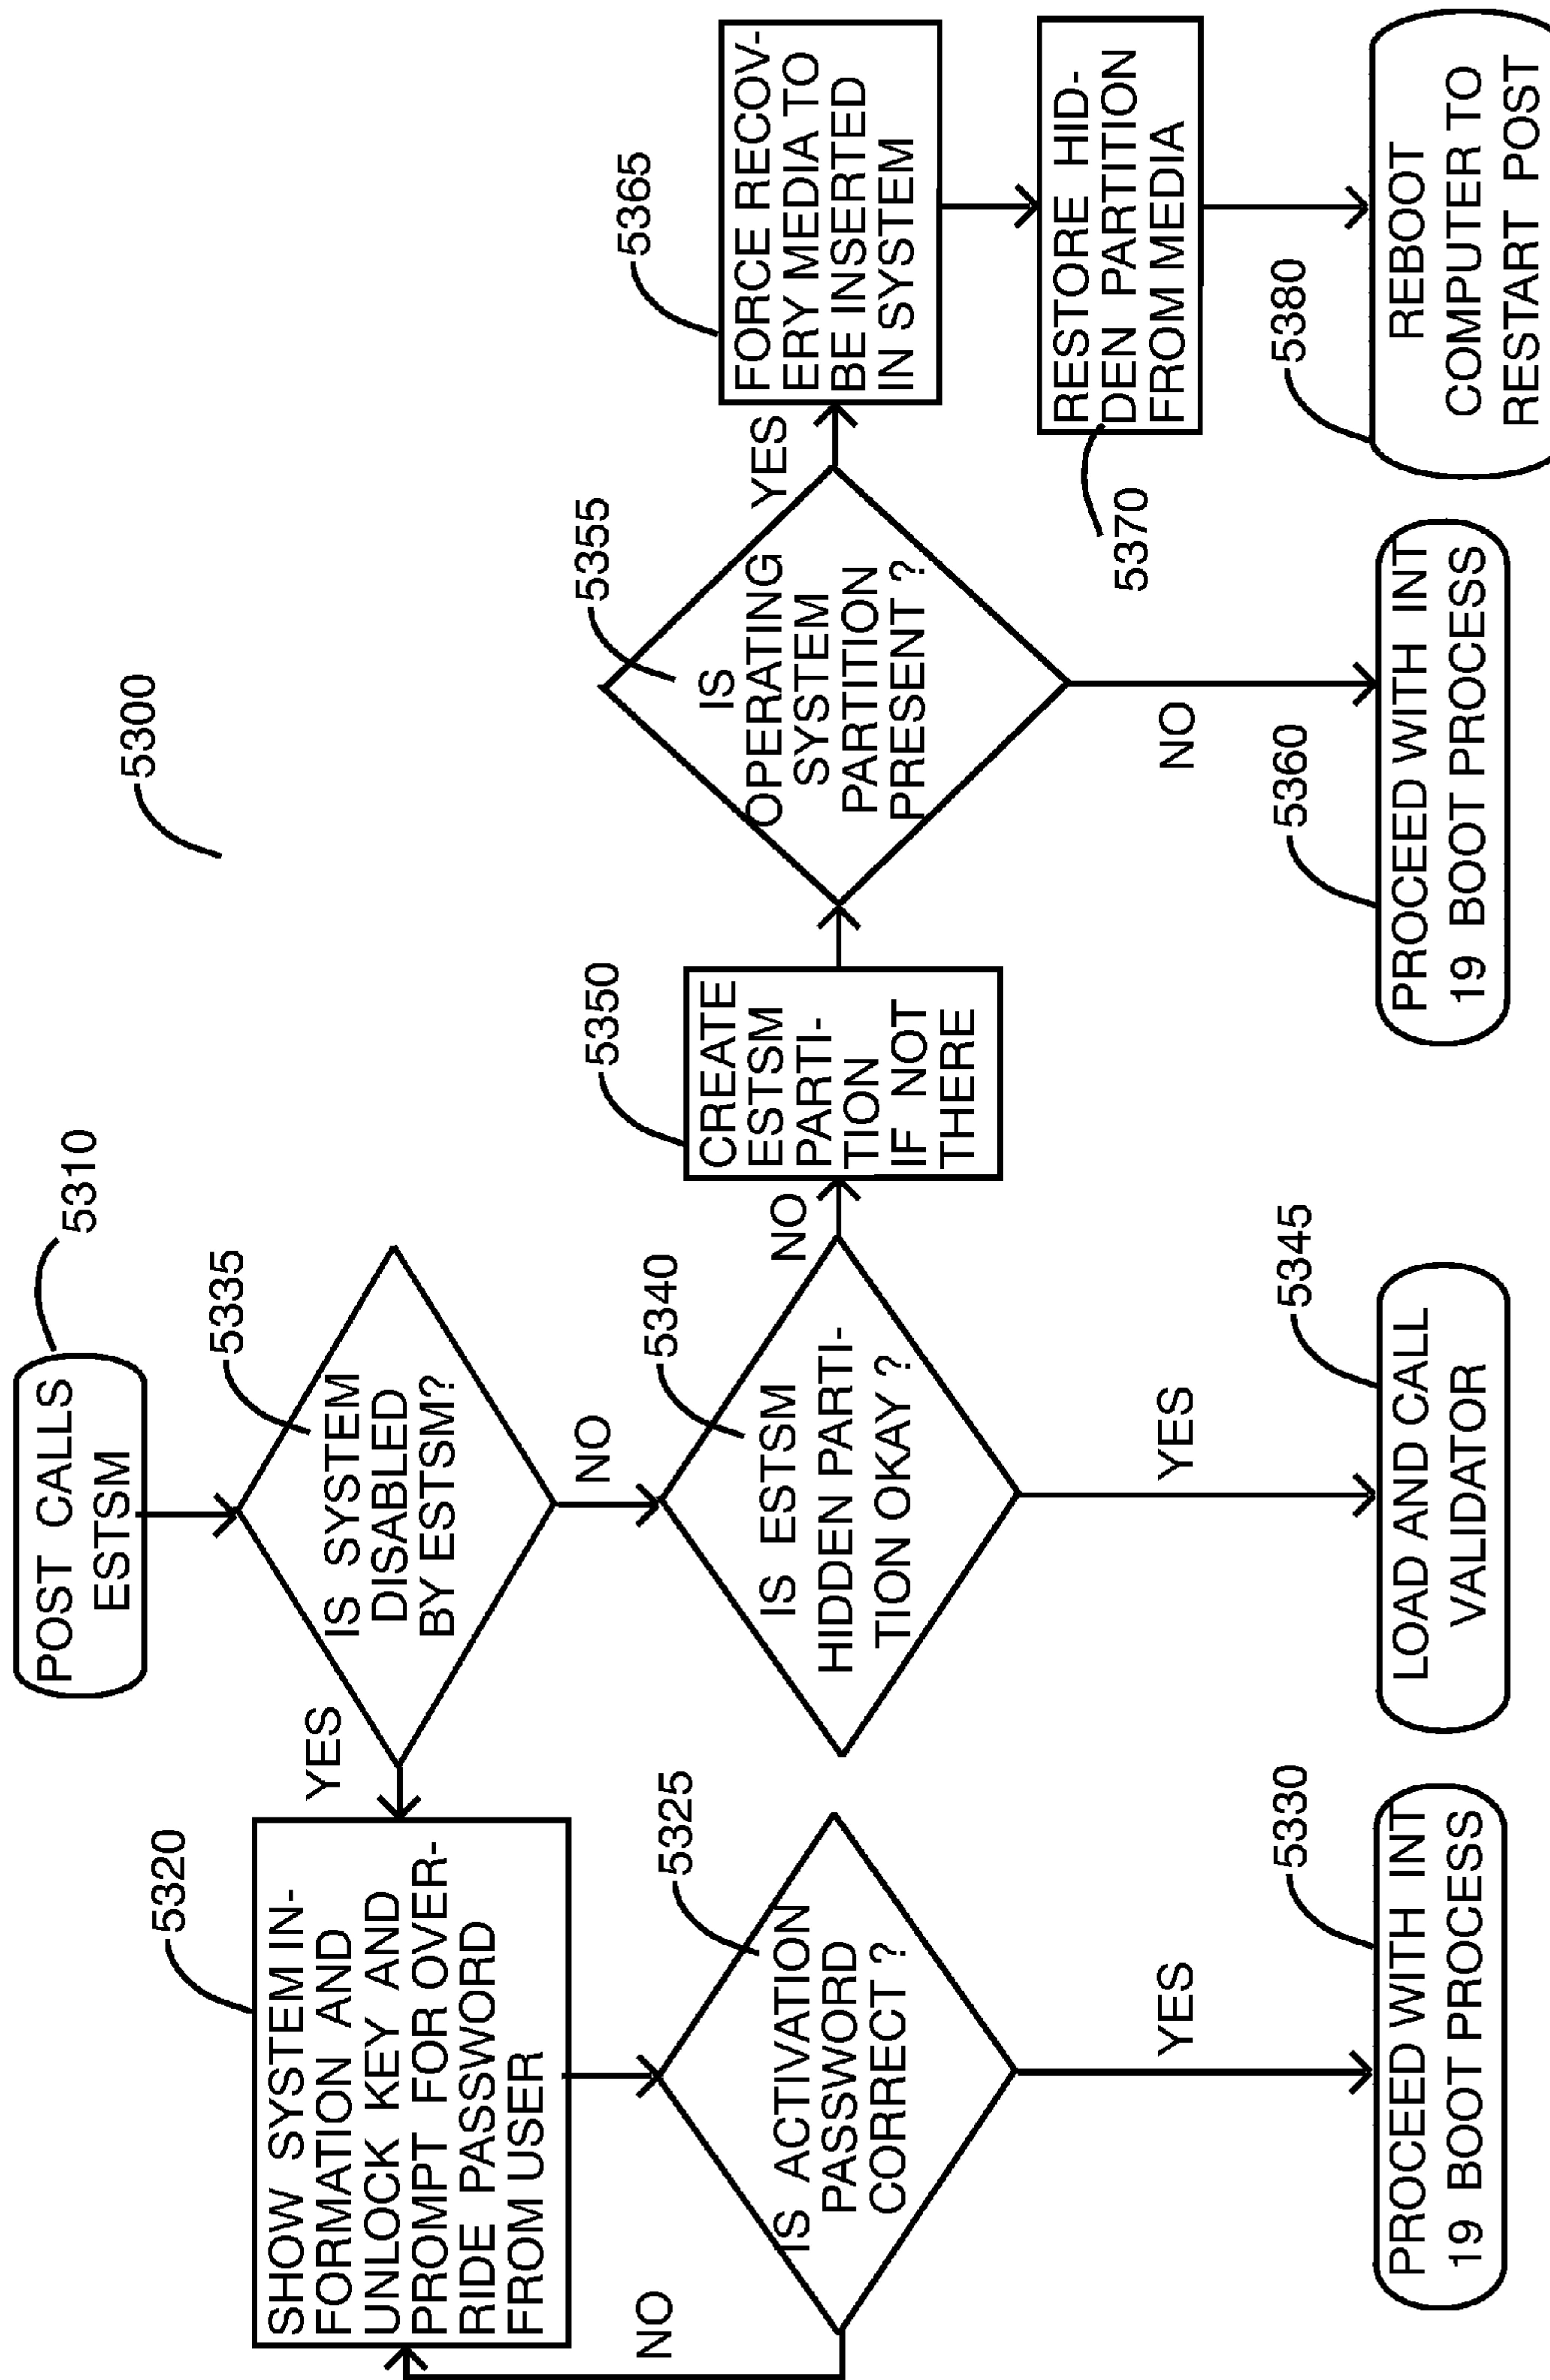 5300
5310
POST CALLS
ESTSM
5335
IS SYSTEM
DISABLED
BY ESTSM?
YES
NO
5320
SHOW SYSTEM IN-
FORMATION AND
UNLOCK KEY AND
PROMPT FOR OVER-
RIDE PASSWORD
FROM USER
5325
IS ACTIVATION
PASSWORD
CORRECT ?
NO
YES
5330
PROCEED WITH INT
19 BOOT PROCESS
5340
IS ESTSM
HIDDEN PARTI-
TION OKAY ?
NO
YES
5345
LOAD AND CALL
VALIDATOR
5350
CREATE
ESTSM
PARTI-
TION
IF NOT
THERE
5355
IS
OPERATING
SYSTEM
PARTITION
PRESENT ?
YES
NO
5360
PROCEED WITH INT
19 BOOT PROCESS
5365
FORCE RECOV-
ERY MEDIA TO
BE INSERTED
IN SYSTEM
5370
RESTORE HID-
DEN PARTITION
FROM MEDIA
5380
REBOOT
COMPUTER TO
RESTART POST